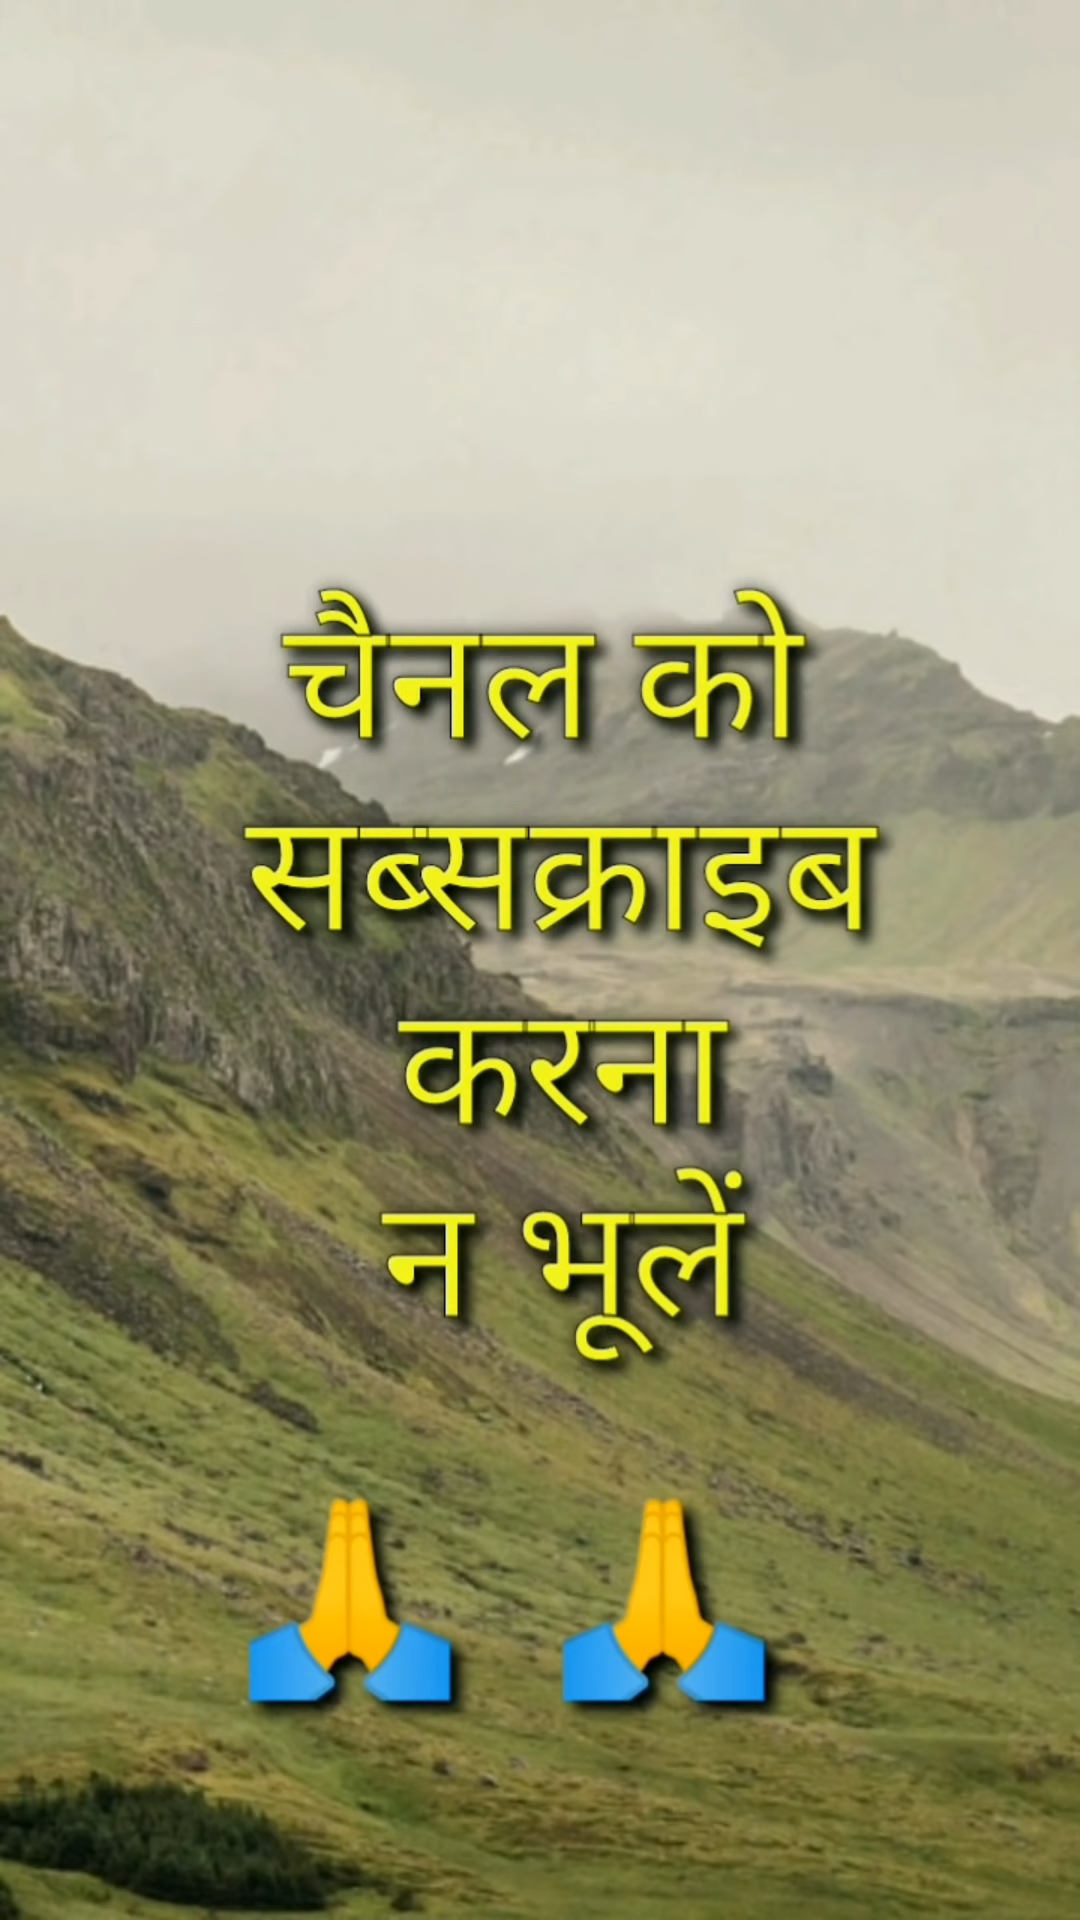 चैनल को
सब्सक्राइब
करना
न भूलें
🙏 🙏